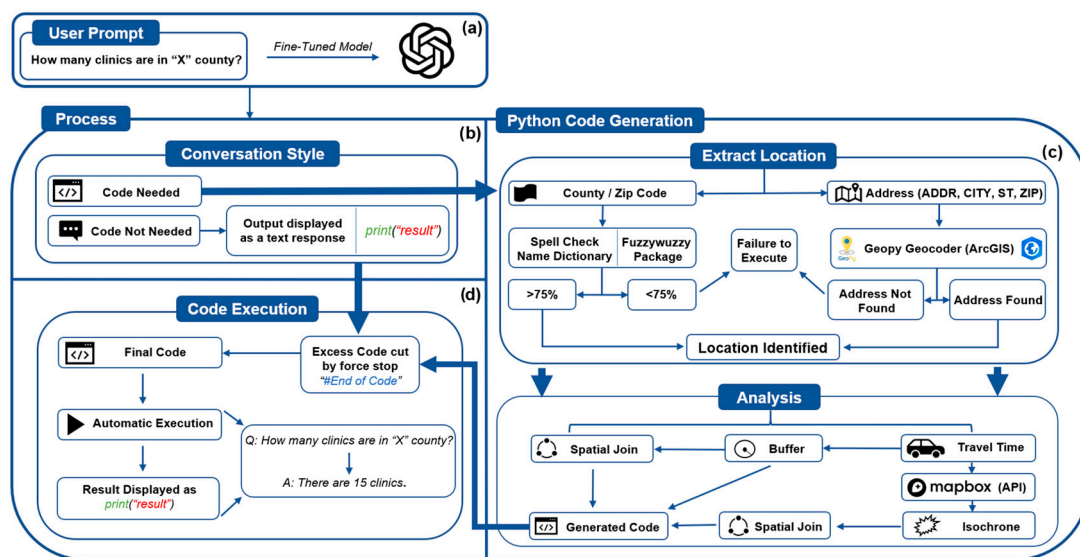 User Prompt
(a)
How many clinics are in “X” county?
Fine-Tuned Model
Process
(b)
Conversation Style
Code Needed
Code Not Needed
Output displayed
as a text response
print(“result”)
Python Code Generation
(c)
Extract Location
County / Zip Code
Address (ADDR, CITY, ST, ZIP)
Spell Check
Name Dictionary
Fuzzywuzzy
Package
Failure to
Execute
GeoPy
Geopy Geocoder (ArcGIS)
>75%
<75%
Address Not
Found
Address Found
Location Identified
(d)
Code Execution
Final Code
Excess Code cut
by force stop
“#End of Code”
Automatic Execution
Q: How many clinics are in “X” county?
A: There are 15 clinics.
Result Displayed as
print(“result”)
Analysis
Spatial Join
Buffer
Travel Time
mapbox (API)
Generated Code
Spatial Join
Isochrone